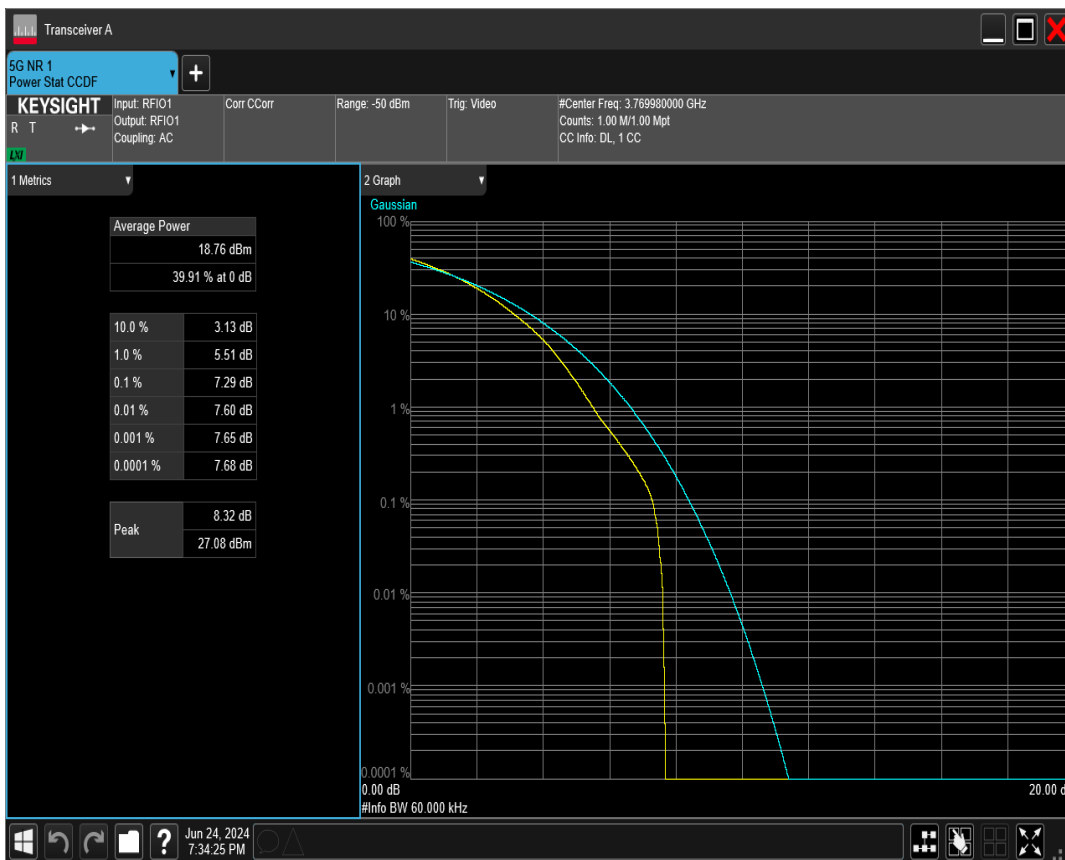 Transceiver A
5G NR 1
Power Stat CCDF
KEYSIGHT
R T
LXI
Input: RFIO1
Output: RFIO1
Coupling: AC
Corr CCorr
Range: -50 dBm
Trig: Video
#Center Freq: 3.769980000 GHz
Counts: 1.00 M/1.00 Mpt
CC Info: DL, 1 CC
1 Metrics
Average Power
18.76 dBm
39.91 % at 0 dB
10.0 % 3.13 dB
1.0 % 5.51 dB
0.1 % 7.29 dB
0.01 % 7.60 dB
0.001 % 7.65 dB
0.0001 % 7.68 dB
Peak 8.32 dB
27.08 dBm
2 Graph
Gaussian
100 %
10 %
1 %
0.1 %
0.01 %
0.001 %
0.0001 %
0.00 dB
20.00 d
#Info BW 60.000 kHz
?
Jun 24, 2024
7:34:25 PM